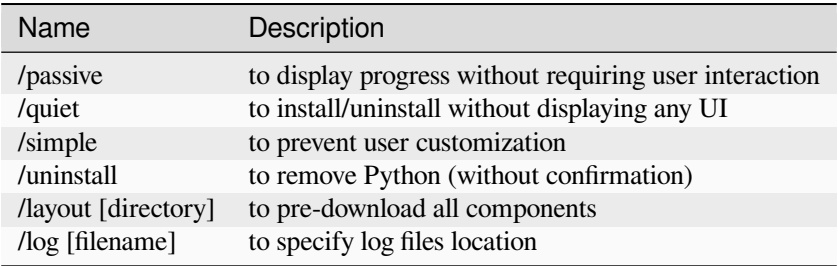 Name Description
/passive to display progress without requiring user interaction
/quiet to install/uninstall without displaying any UI
/simple to prevent user customization
/uninstall to remove Python (without confirmation)
/layout [directory] to pre-download all components
/log [filename] to specify log files location